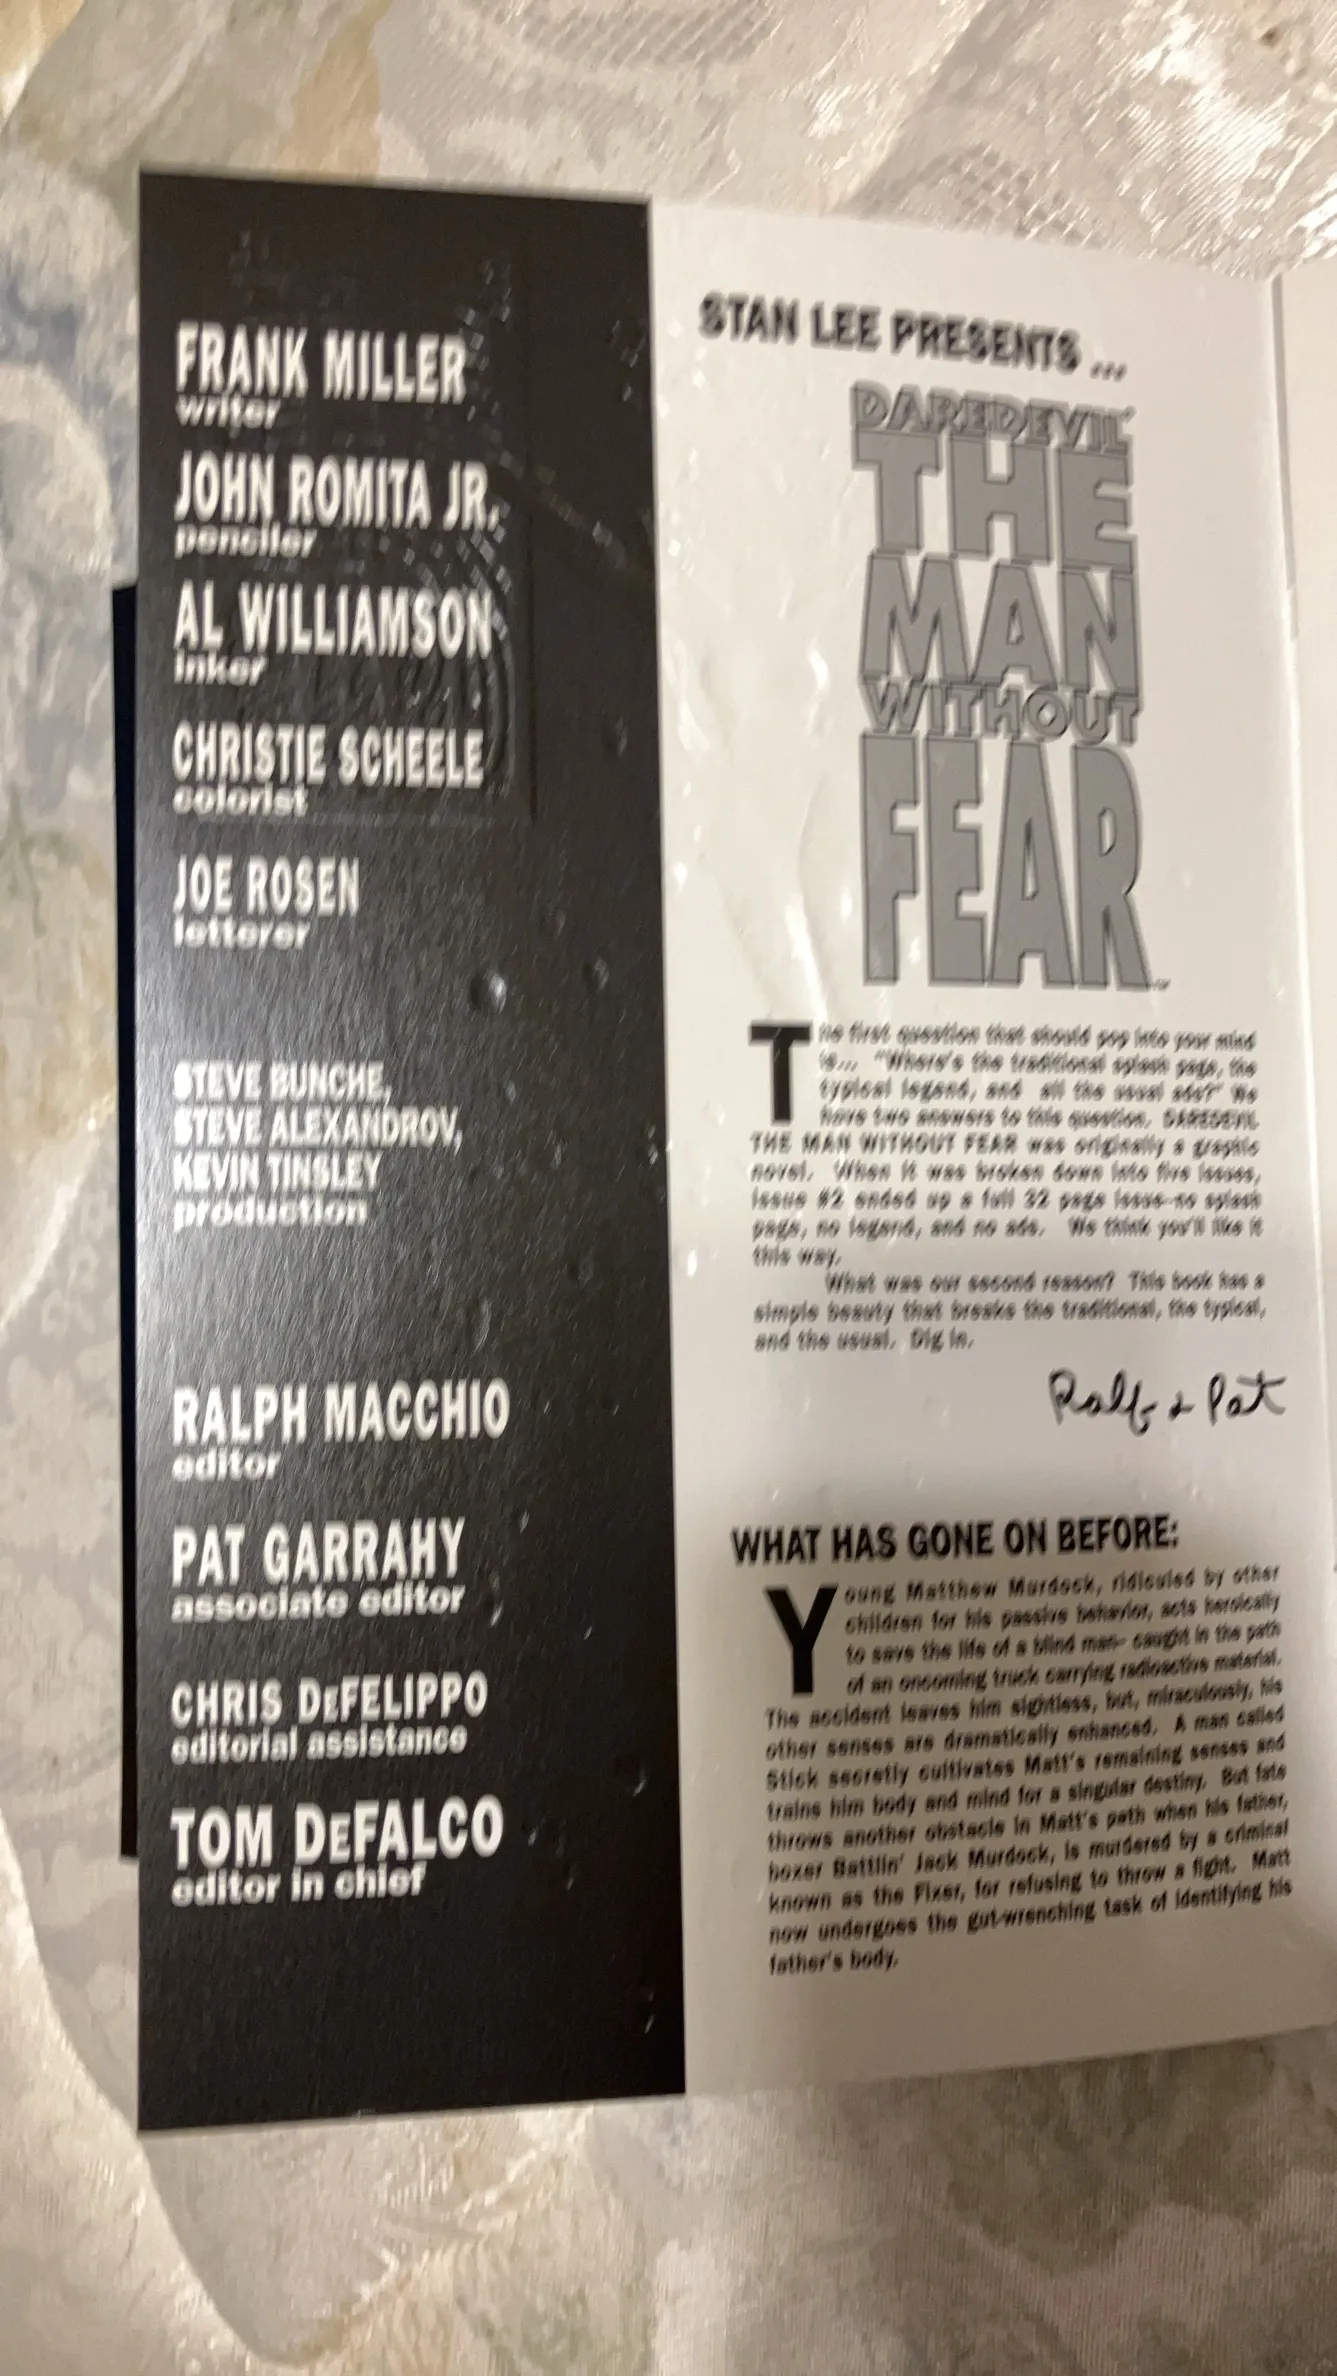 FRANK MILLER
writer
JOHN ROMITA JR.
penciler
AL WILLIAMSON
inker
CHRISTIE SCHEELE
colorist
JOE ROSEN
letterer
STEVE BUNCHE,
STEVE ALEXANDROV,
KEVIN TINSLEY
production
RALPH MACCHIO
editor
PAT GARRAHY
associate editor
CHRIS DeFELIPPO
editorial assistance
TOM DeFALCO
editor in chief
STAN LEE PRESENTS ...
DAREDEVIL
THE
MAN
WITHOUT
FEAR
The first question that should pop into your mind
is... "Where's the traditional splash page, the
typical legend, and all the usual ads?" We
have two answers to this question. DAREDEVIL
THE MAN WITHOUT FEAR was originally a graphic
novel. When it was broken down into five issues,
issue #2 ended up a full 32 page issue-no splash
page, no legend, and no ads. We think you'll like it
this way.
What was our second reason? This book has a
simple beauty that breaks the traditional, the typical,
and the usual. Dig in.
Ralf & Pat
WHAT HAS GONE ON BEFORE:
Young Matthew Murdock, ridiculed by other
children for his passive behavior, acts heroically
to save the life of a blind man- caught in the path
of an oncoming truck carrying radioactive material.
The accident leaves him sightless, but, miraculously, his
other senses are dramatically enhanced. A man called
Stick secretly cultivates Matt's remaining senses and
trains him body and mind for a singular destiny. But fate
throws another obstacle in Matt's path when his father,
boxer Battlin' Jack Murdock, is murdered by a criminal
known as the Fixer, for refusing to throw a fight. Matt
now undergoes the gut-wrenching task of identifying his
father's body.